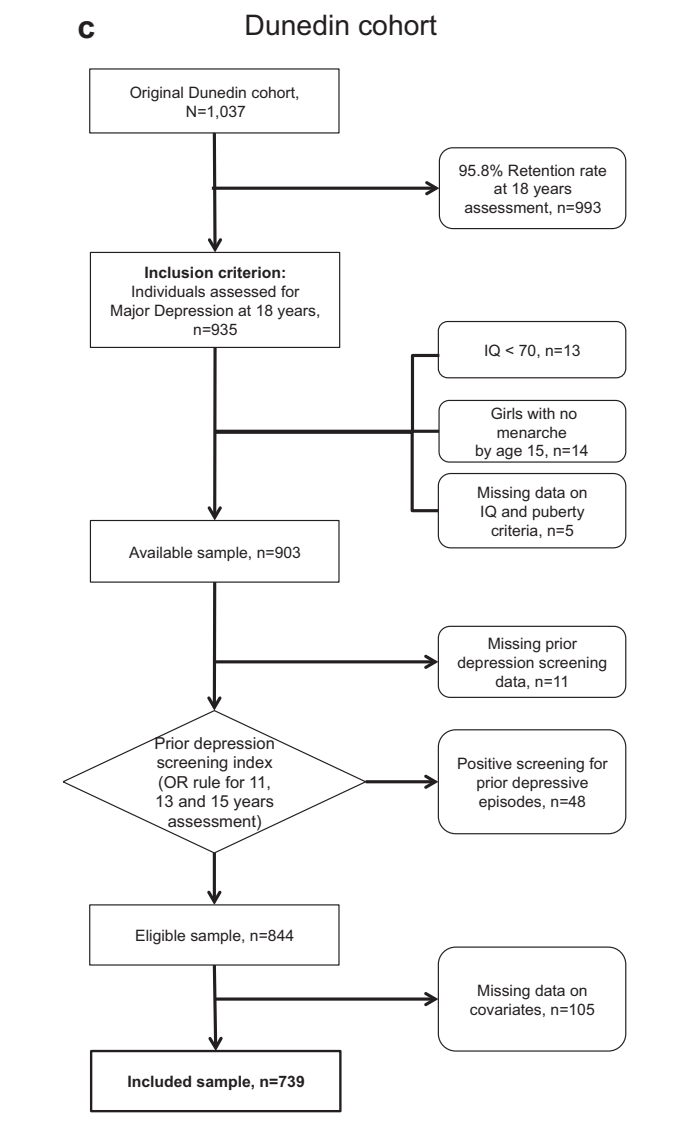 c
Dunedin cohort
Original Dunedin cohort,
N=1,037
95.8% Retention rate
at 18 years
assessment, n=993
Inclusion criterion:
Individuals assessed for
Major Depression at 18 years,
n=935
IQ < 70, n=13
Girls with no
menarche
by age 15, n=14
Missing data on
IQ and puberty
criteria, n=5
Available sample, n=903
Missing prior
depression screening
data, n=11
Prior depression
screening index
(OR rule for 11,
13 and 15 years
assessment)
Positive screening for
prior depressive
episodes, n=48
Eligible sample, n=844
Missing data on
covariates, n=105
Included sample, n=739